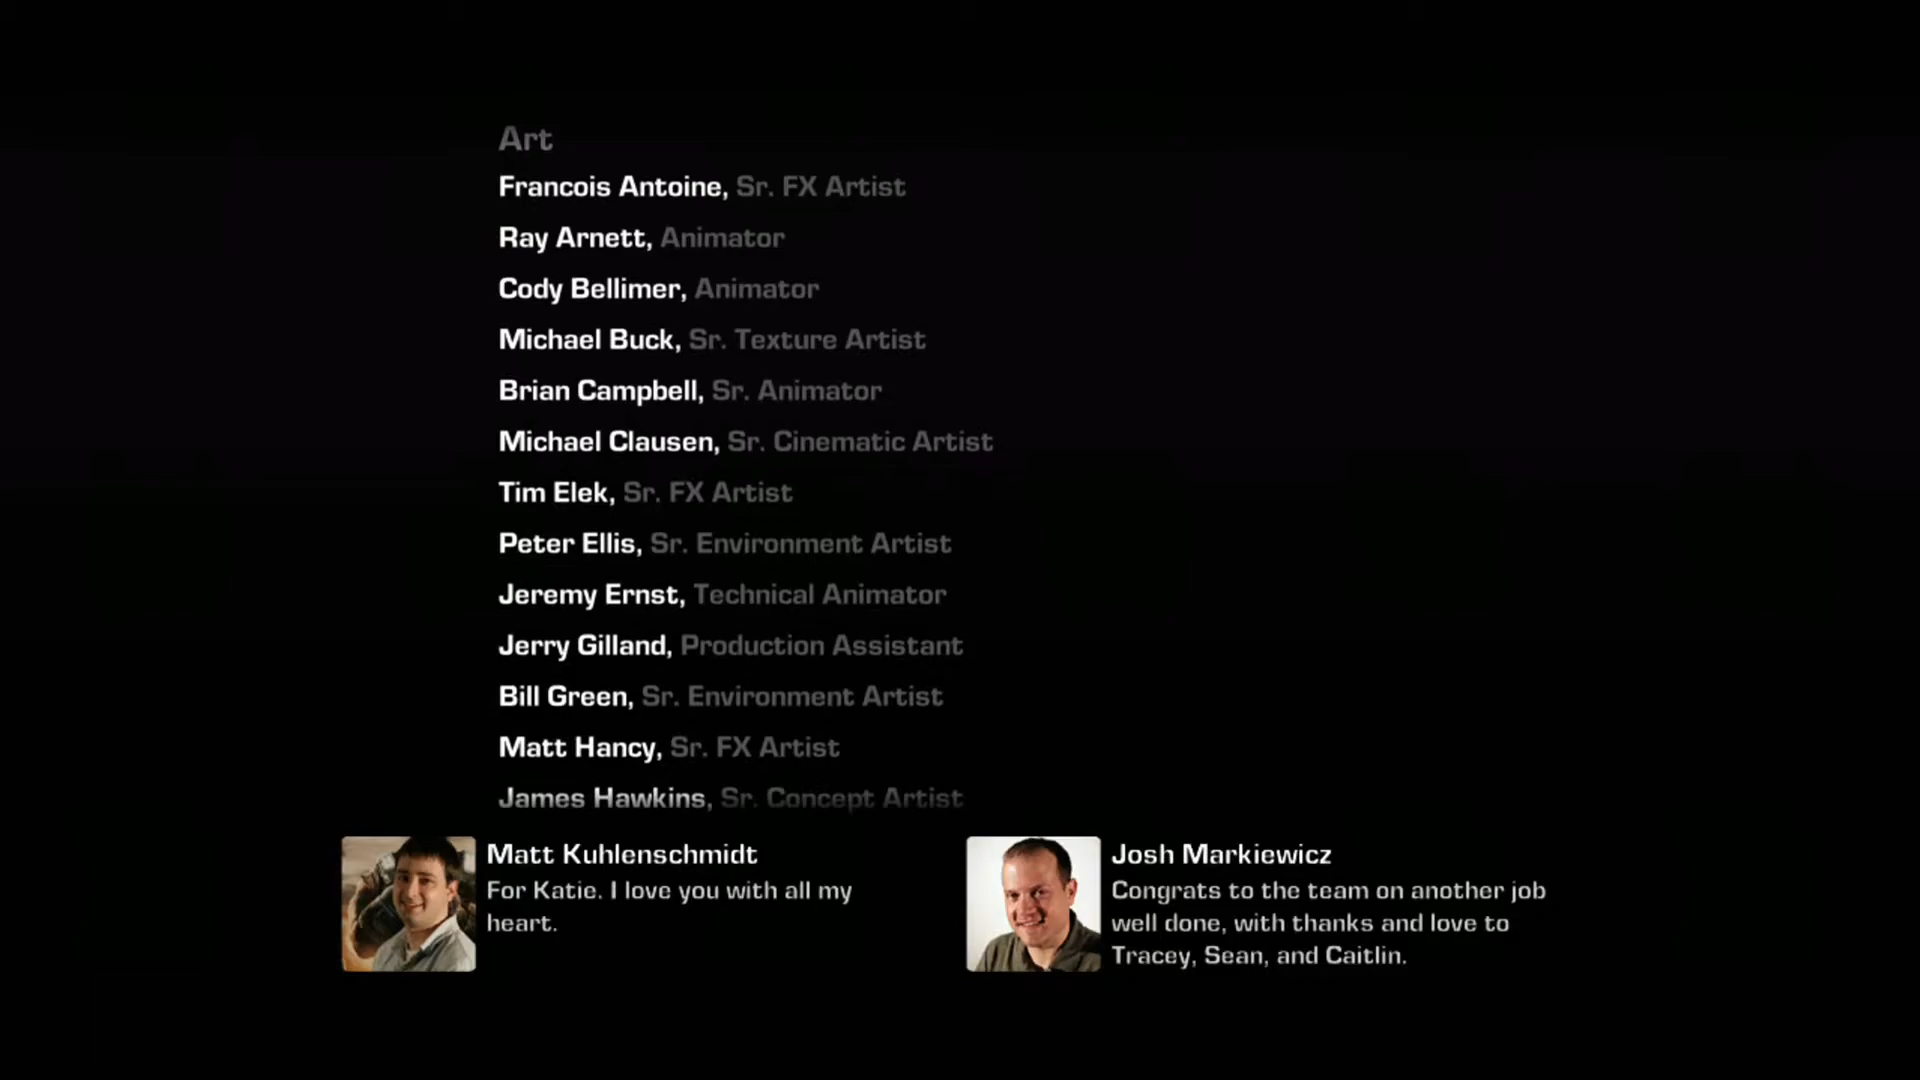 Art
Francois Antoine, Sr. FX Artist
Ray Arnett, Animator
Cody Bellimer, Animator
Michael Buck, Sr. Texture Artist
Brian Campbell, Sr. Animator
Michael Clausen, Sr. Cinematic Artist
Tim Elek, Sr. FX Artist
Peter Ellis, Sr. Environment Artist
Jeremy Ernst, Technical Animator
Jerry Gilland, Production Assistant
Bill Green, Sr. Environment Artist
Matt Hancy, Sr. FX Artist
James Hawkins, Sr. Concept Artist
Matt Kuhlenschmidt
For Katie. I love you with all my
heart.
Josh Markiewicz
Congrats to the team on another job
well done, with thanks and love to
Tracey, Sean, and Caitlin.